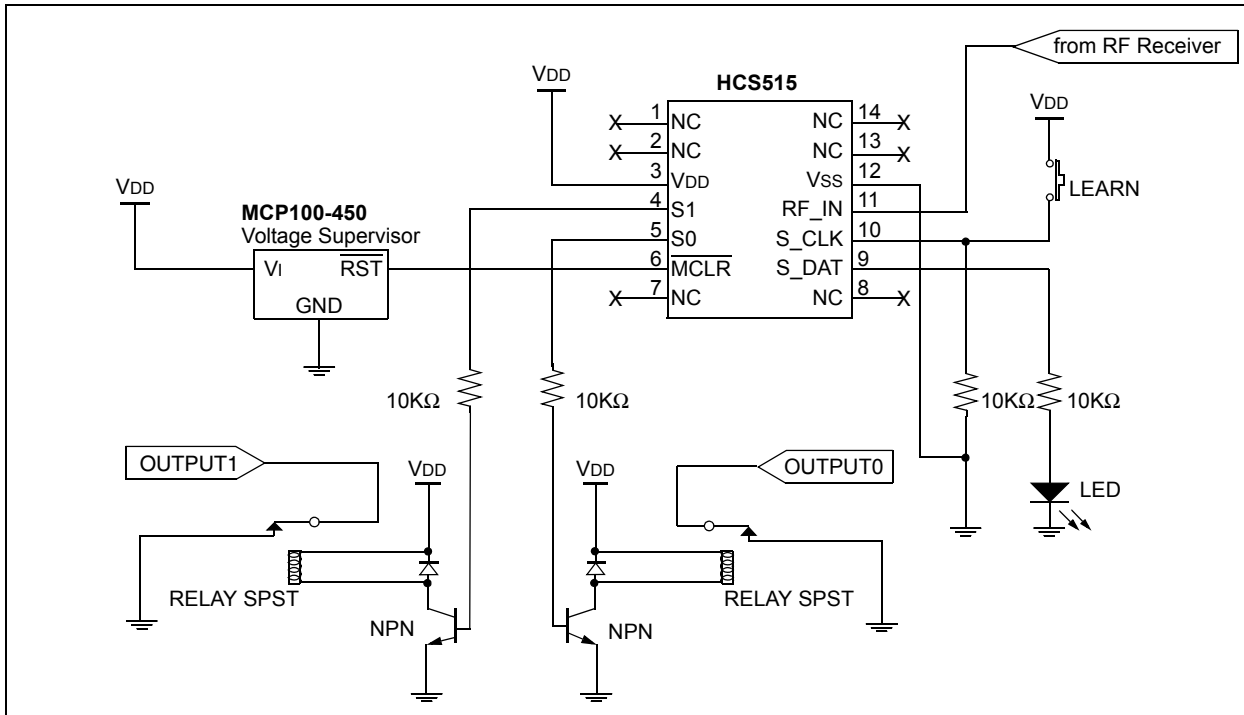 from RF Receiver
HCS515
VDD
VDD
1 NC
2 NC
3 VDD
4 S1
5 S0
6 MCLR
7 NC
NC 14
NC 13
VSS 12
RF_IN 11
S_CLK 10
S_DAT 9
NC 8
LEARN
VDD
MCP100-450
Voltage Supervisor
VI RST
GND
10KΩ
10KΩ
10KΩ
10KΩ
OUTPUT1
VDD
VDD
OUTPUT0
LED
RELAY SPST
RELAY SPST
NPN
NPN